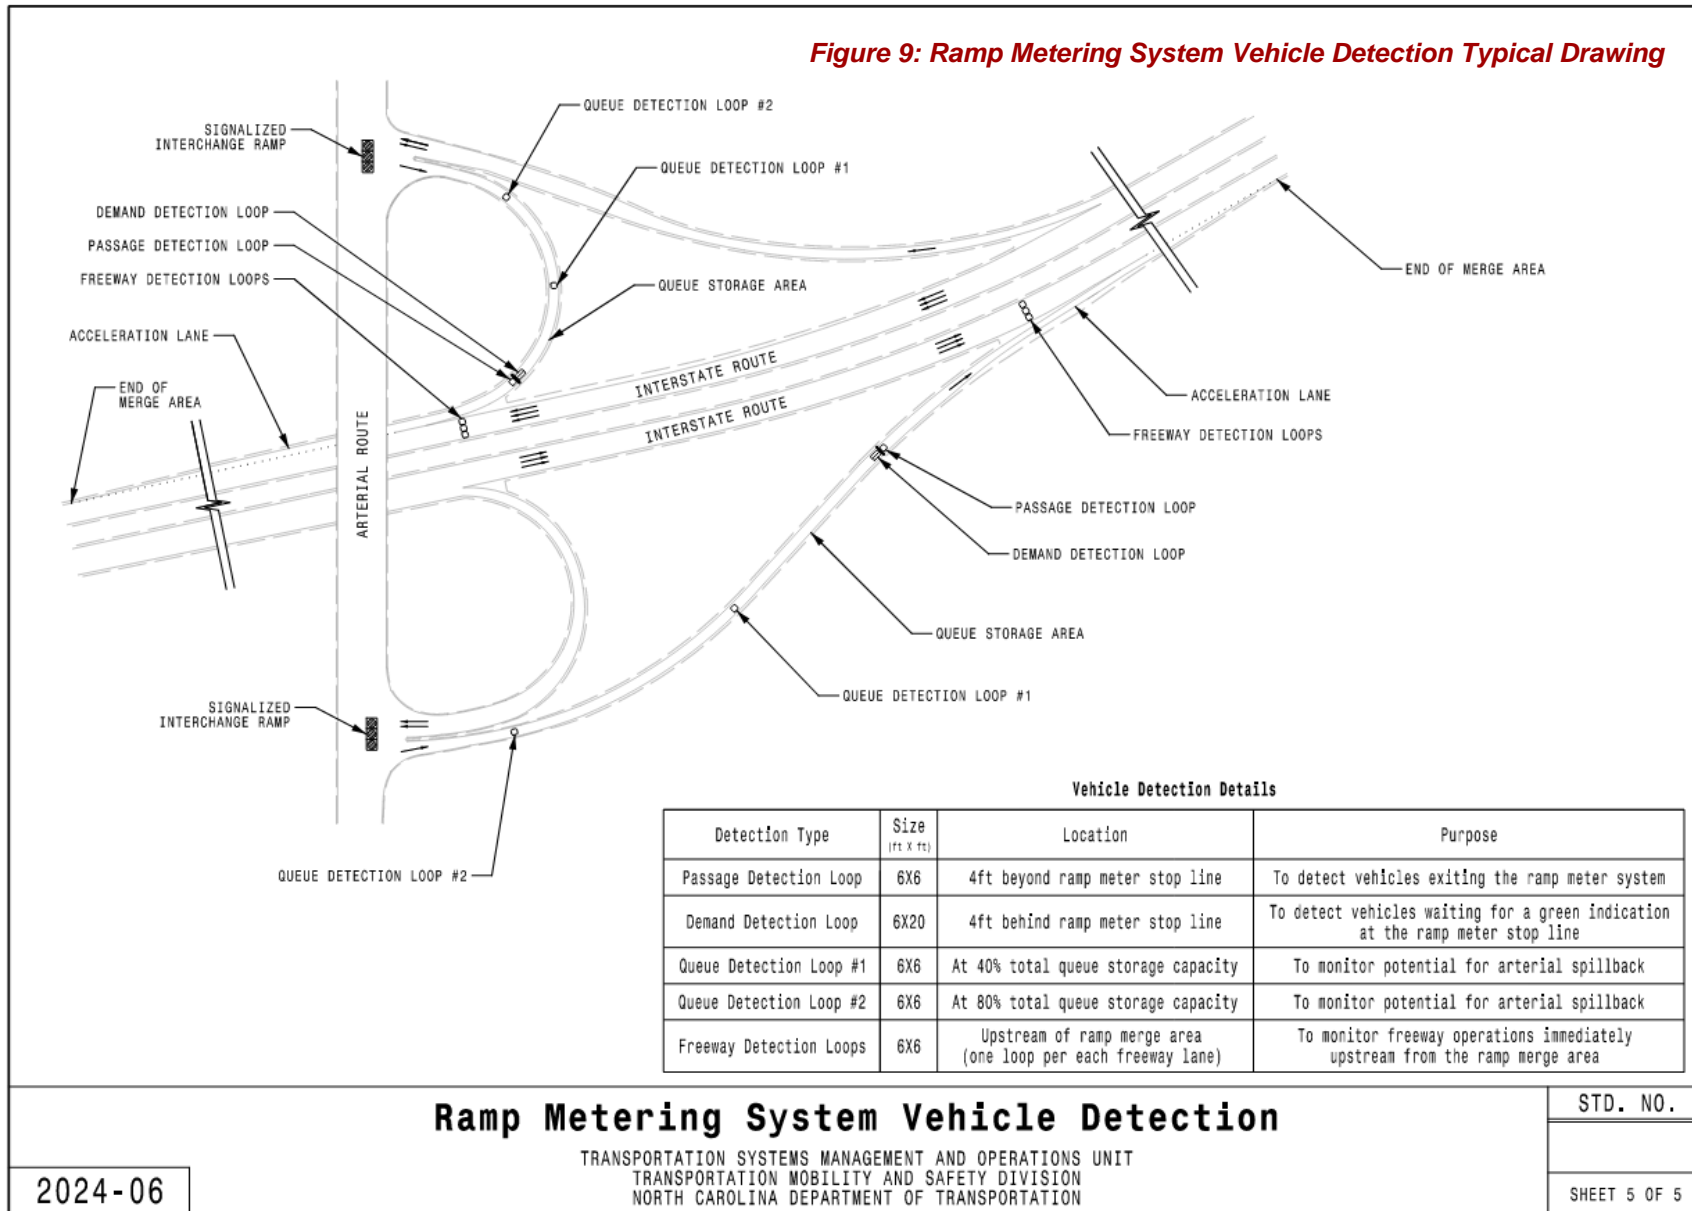 Figure 9: Ramp Metering System Vehicle Detection Typical Drawing
QUEUE DETECTION LOOP #2
SIGNALIZED
INTERCHANGE RAMP
QUEUE DETECTION LOOP #1
DEMAND DETECTION LOOP
PASSAGE DETECTION LOOP
FREEWAY DETECTION LOOPS
QUEUE STORAGE AREA
END OF MERGE AREA
ACCELERATION LANE
END OF
MERGE AREA
INTERSTATE ROUTE
INTERSTATE ROUTE
ARTERIAL ROUTE
ACCELERATION LANE
FREEWAY DETECTION LOOPS
PASSAGE DETECTION LOOP
DEMAND DETECTION LOOP
QUEUE STORAGE AREA
QUEUE DETECTION LOOP #1
SIGNALIZED
INTERCHANGE RAMP
QUEUE DETECTION LOOP #2
Vehicle Detection Details
Detection Type
Size
(ft X ft)
Location
Purpose
Passage Detection Loop
6X6
4ft beyond ramp meter stop line
To detect vehicles exiting the ramp meter system
Demand Detection Loop
6X20
4ft behind ramp meter stop line
To detect vehicles waiting for a green indication
at the ramp meter stop line
Queue Detection Loop #1
6X6
At 40% total queue storage capacity
To monitor potential for arterial spillback
Queue Detection Loop #2
6X6
At 80% total queue storage capacity
To monitor potential for arterial spillback
Freeway Detection Loops
6X6
Upstream of ramp merge area
(one loop per each freeway lane)
To monitor freeway operations immediately
upstream from the ramp merge area
Ramp Metering System Vehicle Detection
TRANSPORTATION SYSTEMS MANAGEMENT AND OPERATIONS UNIT
TRANSPORTATION MOBILITY AND SAFETY DIVISION
NORTH CAROLINA DEPARTMENT OF TRANSPORTATION
2024-06
STD. NO.
SHEET 5 OF 5